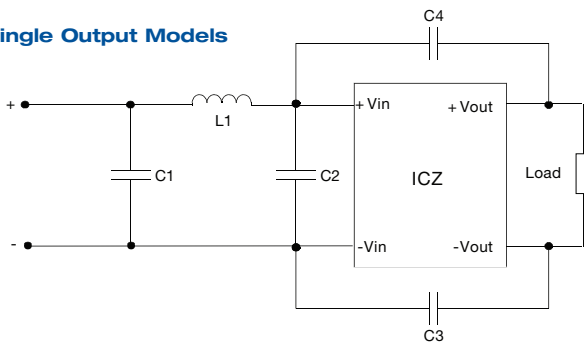 ingle Output Models
C4
+
+ Vin
+ Vout
L1
C1
C2
ICZ
Load
-
-Vin
-Vout
C3